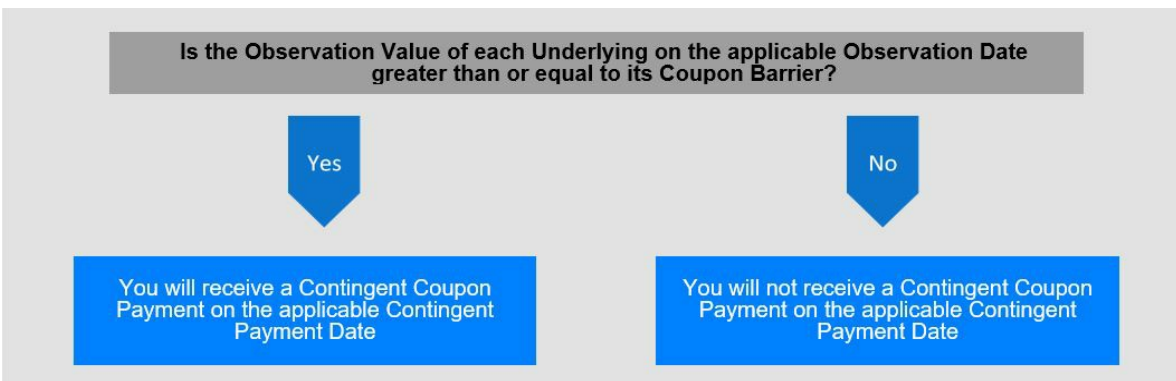 Is the Observation Value of each Underlying on the applicable Observation Date
greater than or equal to its Coupon Barrier?
Yes
No
You will receive a Contingent Coupon
Payment on the applicable Contingent
Payment Date
You will not receive a Contingent Coupon
Payment on the applicable Contingent
Payment Date